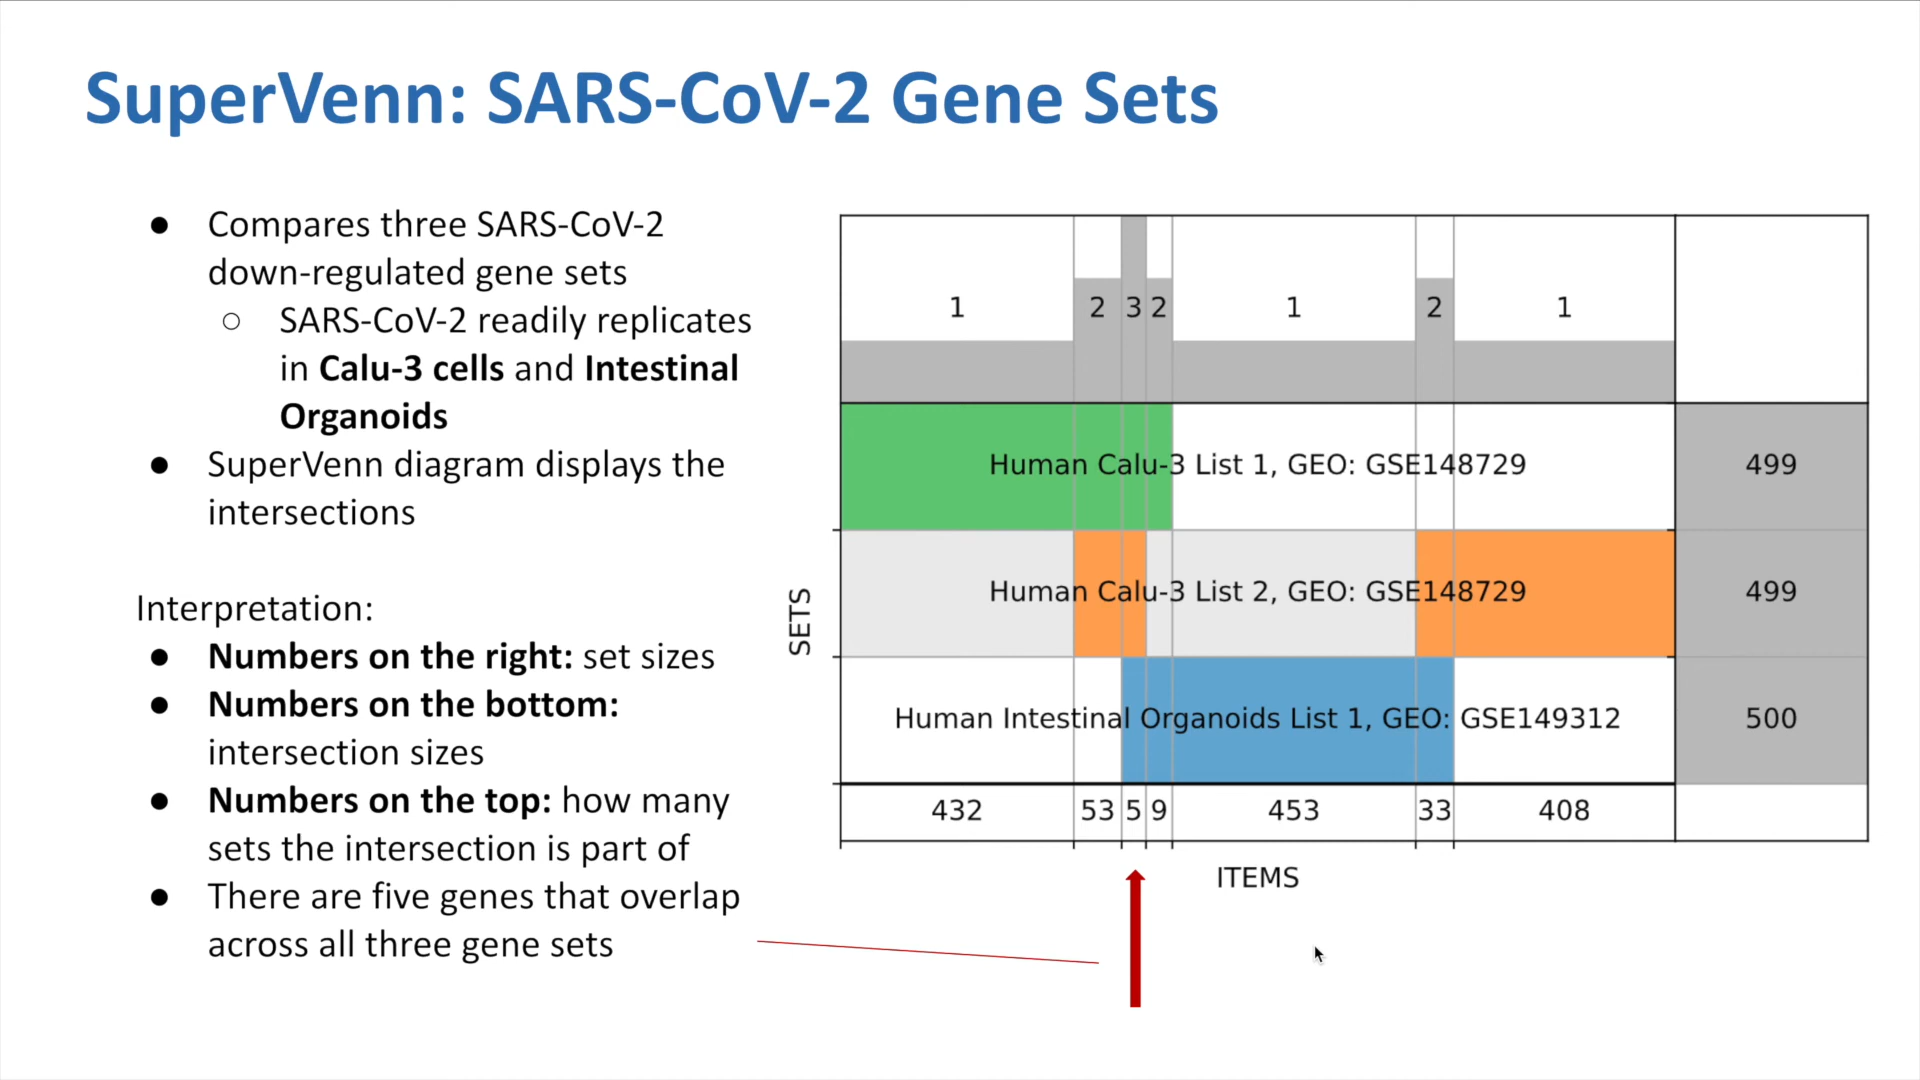 SuperVenn: SARS-CoV-2 Gene Sets
● Compares three SARS-CoV-2
down-regulated gene sets
○ SARS-CoV-2 readily replicates
in Calu-3 cells and Intestinal
Organoids
● SuperVenn diagram displays the
intersections
Interpretation:
● Numbers on the right: set sizes
● Numbers on the bottom:
intersection sizes
● Numbers on the top: how many
sets the intersection is part of
● There are five genes that overlap
across all three gene sets
1 2 3 2 1 2 1
Human Calu-3 List 1, GEO: GSE148729 499
Human Calu-3 List 2, GEO: GSE148729 499
SETS
Human Intestinal Organoids List 1, GEO: GSE149312 500
432 53 5 9 453 33 408
ITEMS